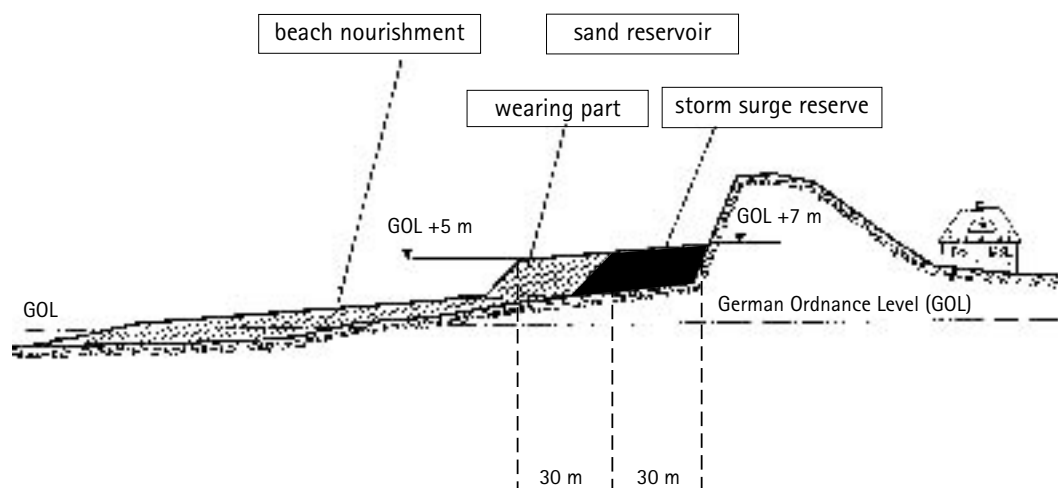 beach nourishment
sand reservoir
wearing part
storm surge reserve
GOL +5 m
GOL +7 m
GOL
German Ordnance Level (GOL)
30 m
30 m